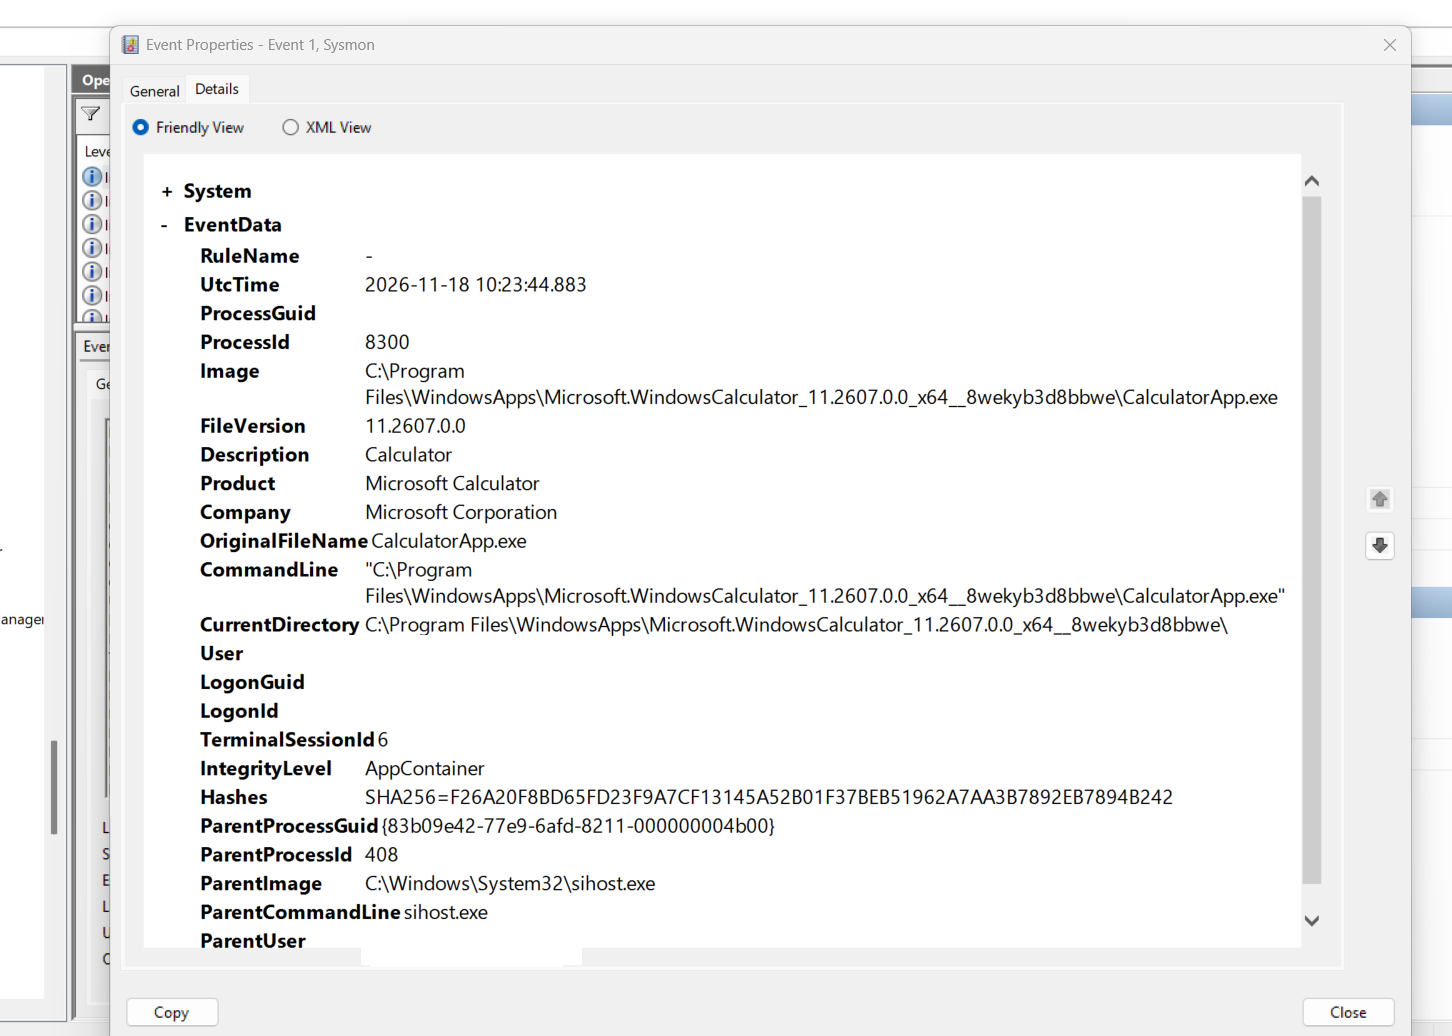 Event Properties - Event 1, Sysmon
General
Details
Friendly View
XML View
+ System
- EventData
RuleName -
UtcTime 2026-11-18 10:23:44.883
ProcessGuid
ProcessId 8300
Image C:\Program
Files\WindowsApps\Microsoft.WindowsCalculator_11.2607.0.0_x64__8wekyb3d8bbwe\CalculatorApp.exe
FileVersion 11.2607.0.0
Description Calculator
Product Microsoft Calculator
Company Microsoft Corporation
OriginalFileName CalculatorApp.exe
CommandLine "C:\Program
Files\WindowsApps\Microsoft.WindowsCalculator_11.2607.0.0_x64__8wekyb3d8bbwe\CalculatorApp.exe"
CurrentDirectory C:\Program Files\WindowsApps\Microsoft.WindowsCalculator_11.2607.0.0_x64__8wekyb3d8bbwe\
User
LogonGuid
LogonId
TerminalSessionId 6
IntegrityLevel AppContainer
Hashes SHA256=F26A20F8BD65FD23F9A7CF13145A52B01F37BEB51962A7AA3B7892EB7894B242
ParentProcessGuid {83b09e42-77e9-6afd-8211-000000004b00}
ParentProcessId 408
ParentImage C:\Windows\System32\sihost.exe
ParentCommandLine sihost.exe
ParentUser
Copy
Close